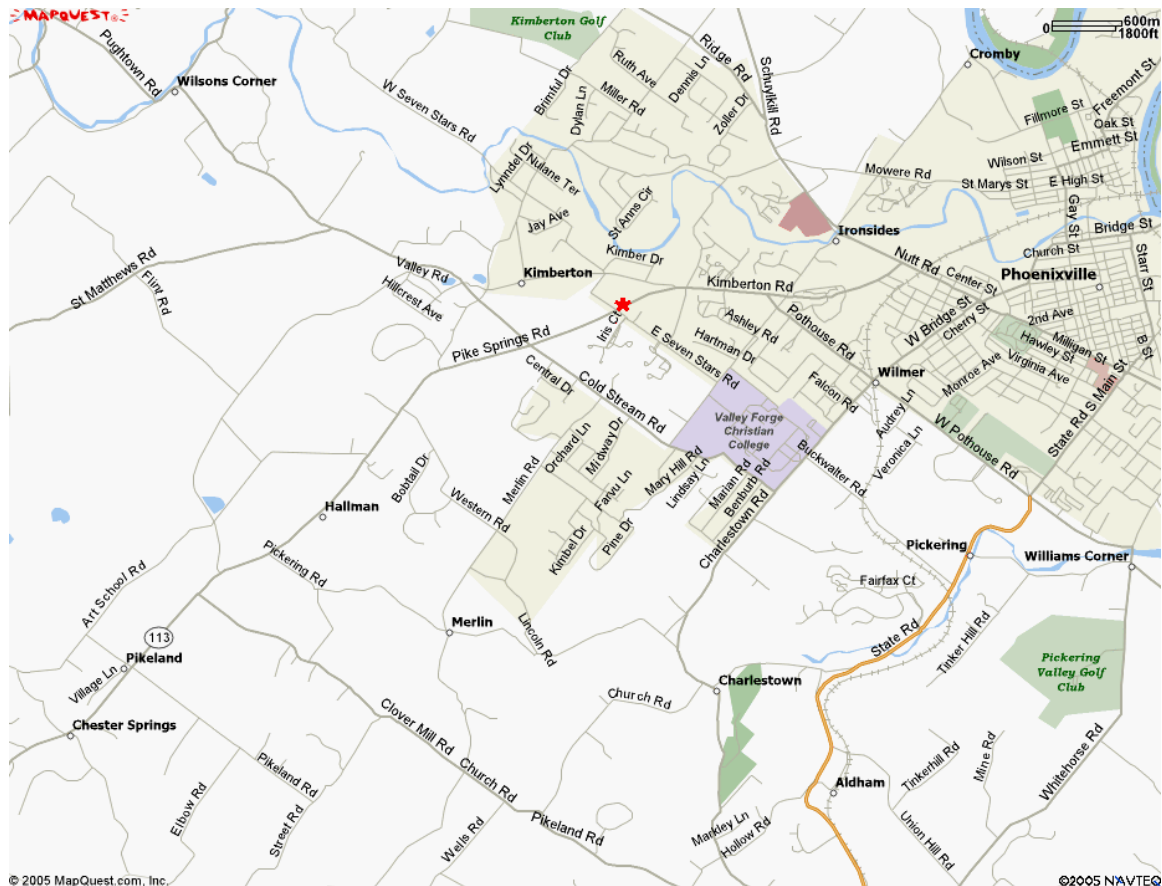 MAPQUEST®
Kimberton Golf
Club
0
600m
1800ft
Pughtown Rd
Wilsons Corner
W Seven Stars Rd
Brimful Dr
Ruth Ave
Dennis Ln
Ridge Rd
Schuylkill Rd
Cromby
Miller Rd
Dylan Ln
Zoller Dr
Fillmore St
Freemont St
Oak St
Emmett St
Wilson St
Mowere Rd
St Marys St
E High St
Lynndel Dr
Nulane Ter
Jay Ave
St Anns Cir
Gay St
Bridge St
Ironsides
Church St
Starr St
Kimber Dr
Nutt Rd
Center St
Phoenixville
St Matthews Rd
Flint Rd
Valley Rd
Hillcrest Ave
Kimberton
Kimberton Rd
Pothouse Rd
W Bridge St
Cherry St
2nd Ave
Milligan St
Hawley St
Virginia Ave
B St
Iris C
Ashley Rd
Hartman Dr
E Seven Stars Rd
Pike Springs Rd
Monroe Ave
Wilmer
Central Dr
Cold Stream Rd
Falcon Rd
Audrey Ln
State Rd
S Main St
Valley Forge
Christian
College
W Pothouse Rd
Veronica Ln
Buckwalter Rd
Orchard Ln
Midway Dr
Merlin Rd
Mary Hill Rd
Lindsay Ln
Marian Rd
Benburb Rd
Farvu Ln
Bobtail Dr
Western Rd
Hallman
Kimbel Dr
Pine Dr
Charlestown Rd
Pickering
Williams Corner
Pickering Rd
Art School Rd
Fairfax Ct
Merlin
Lincoln Rd
State Rd
Tinker Hill Rd
113
Pikeland
Village Ln
Pickering
Valley Golf
Club
Charlestown
Church Rd
Chester Springs
Clover Mill Rd
Church Rd
Pikeland Rd
Elbow Rd
Street Rd
Pikeland Rd
Wells Rd
Markley Ln
Hollow Rd
Aldham
Tinkerhill Rd
Mine Rd
Whitehorse Rd
Union Hill Rd
© 2005 MapQuest.com, Inc.
©2005 NAVTEQ